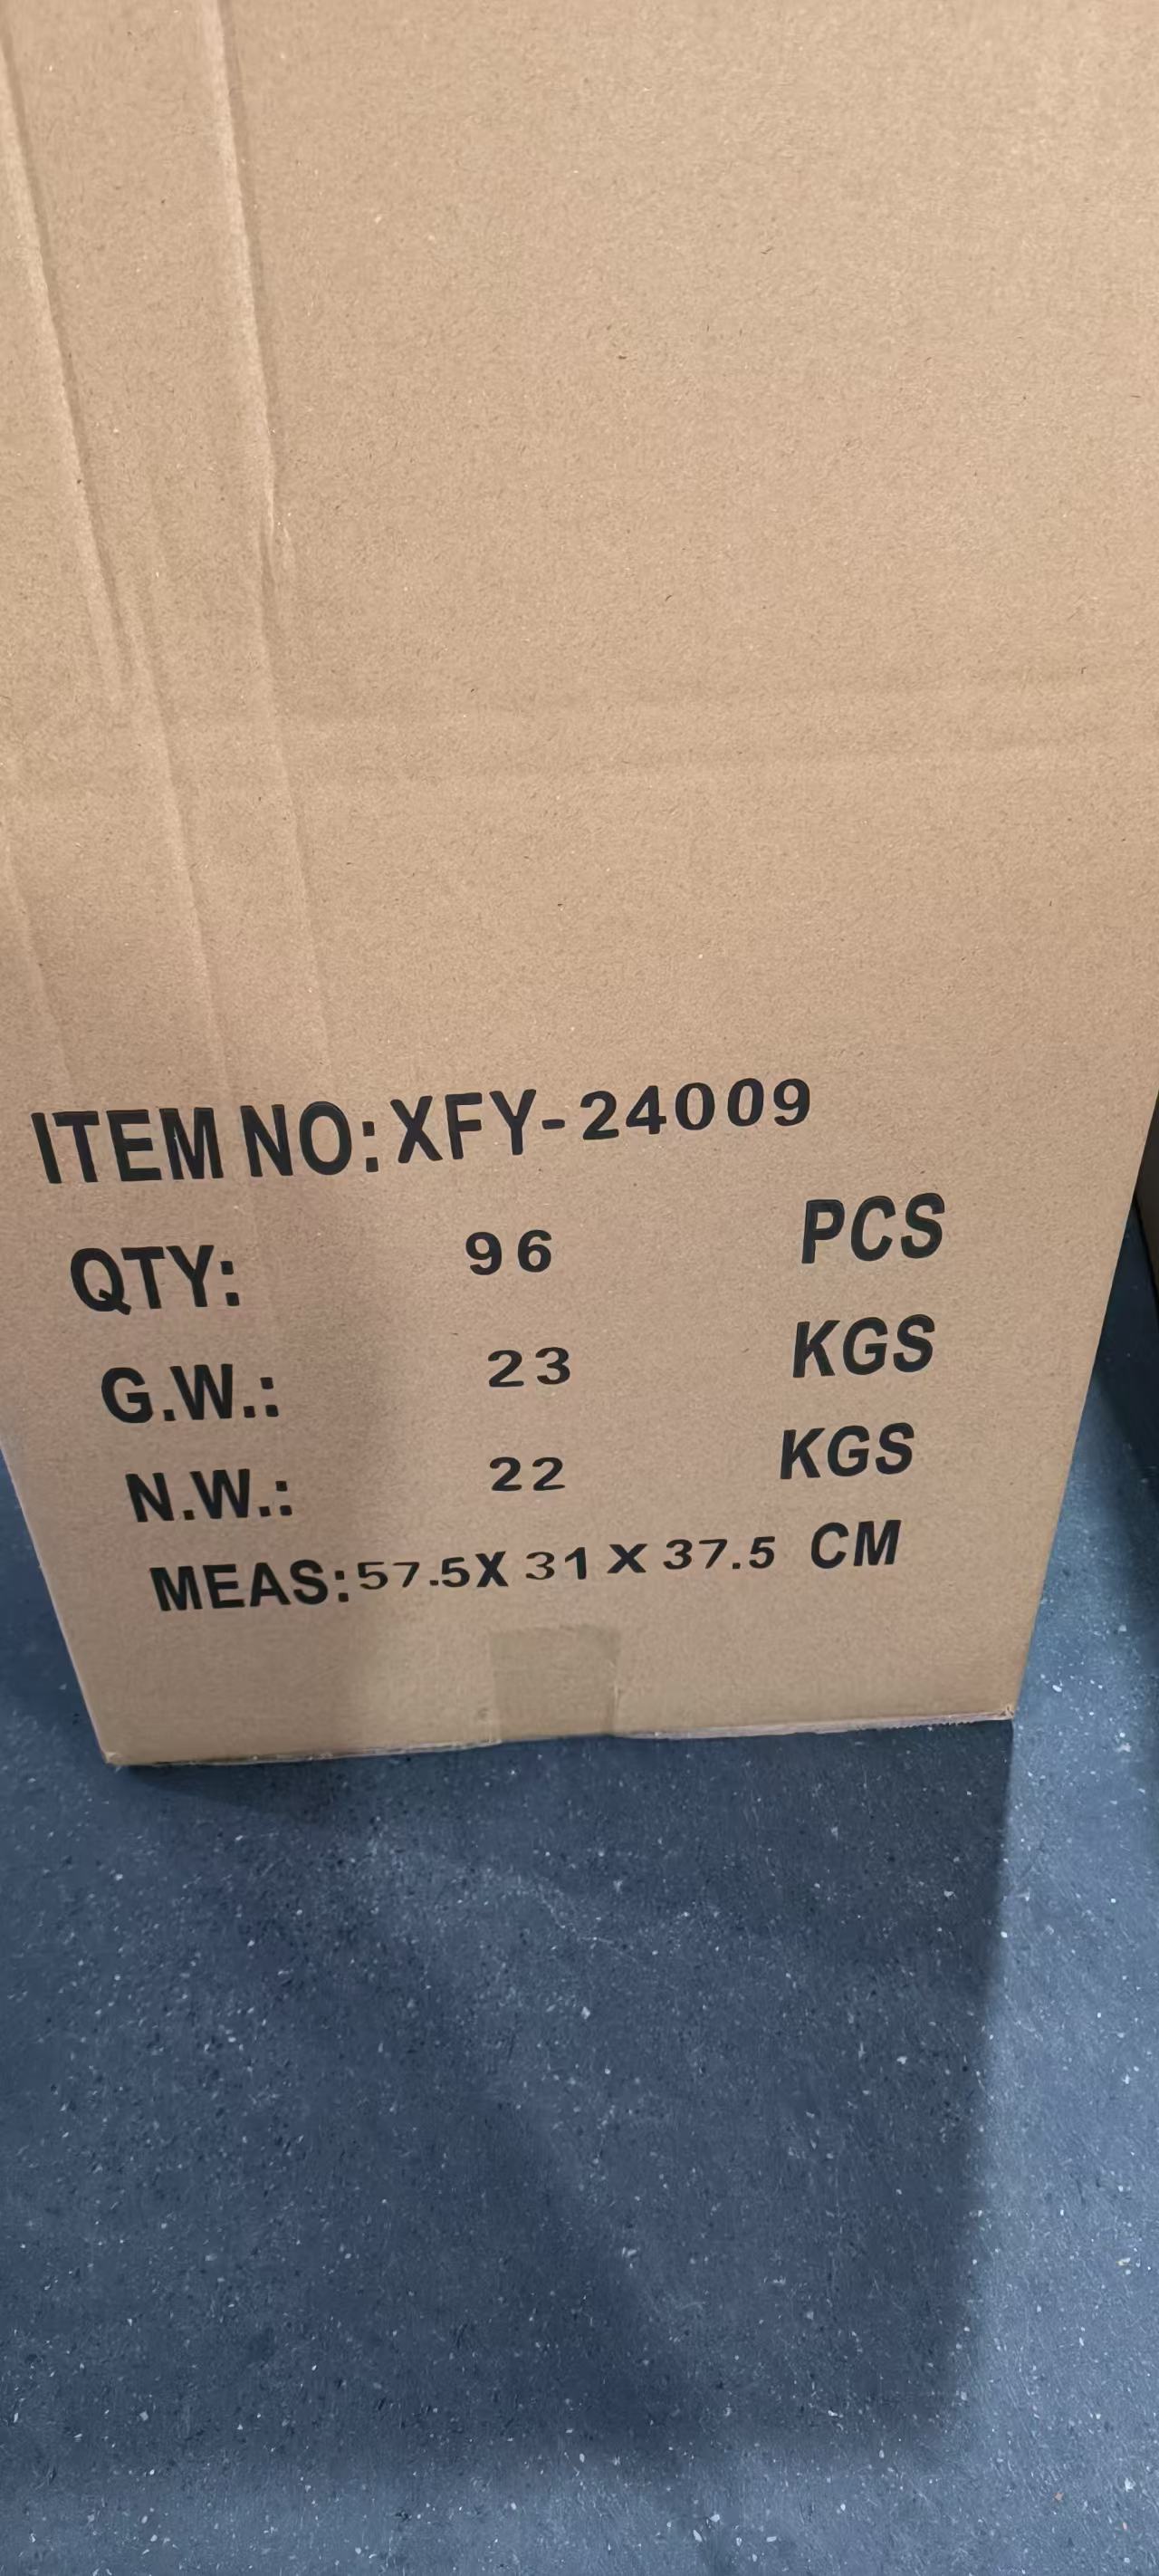 ITEM NO:XFY-24009
QTY: 96 PCS
G.W.: 23 KGS
N.W.: 22 KGS
MEAS:57.5X 31 X 37.5 CM